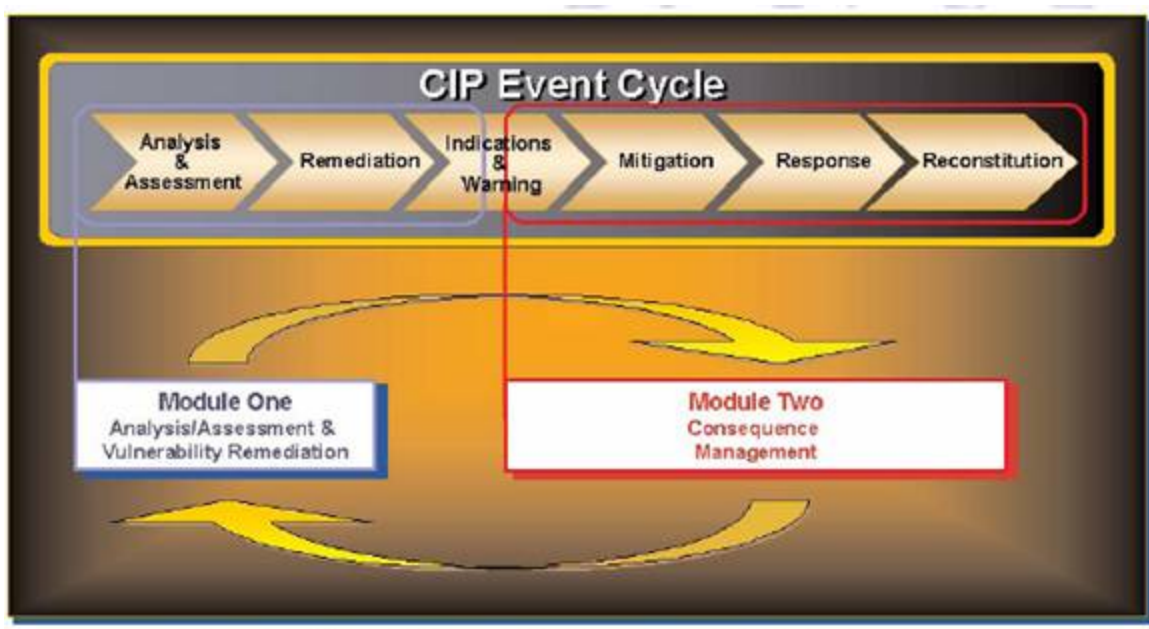 CIP Event Cycle
Analysis
&
Assessment
Remediation
Indications
&
Warning
Mitigation
Response
Reconstitution
Module One
Analysis/Assessment &
Vulnerability Remediation
Module Two
Consequence
Management